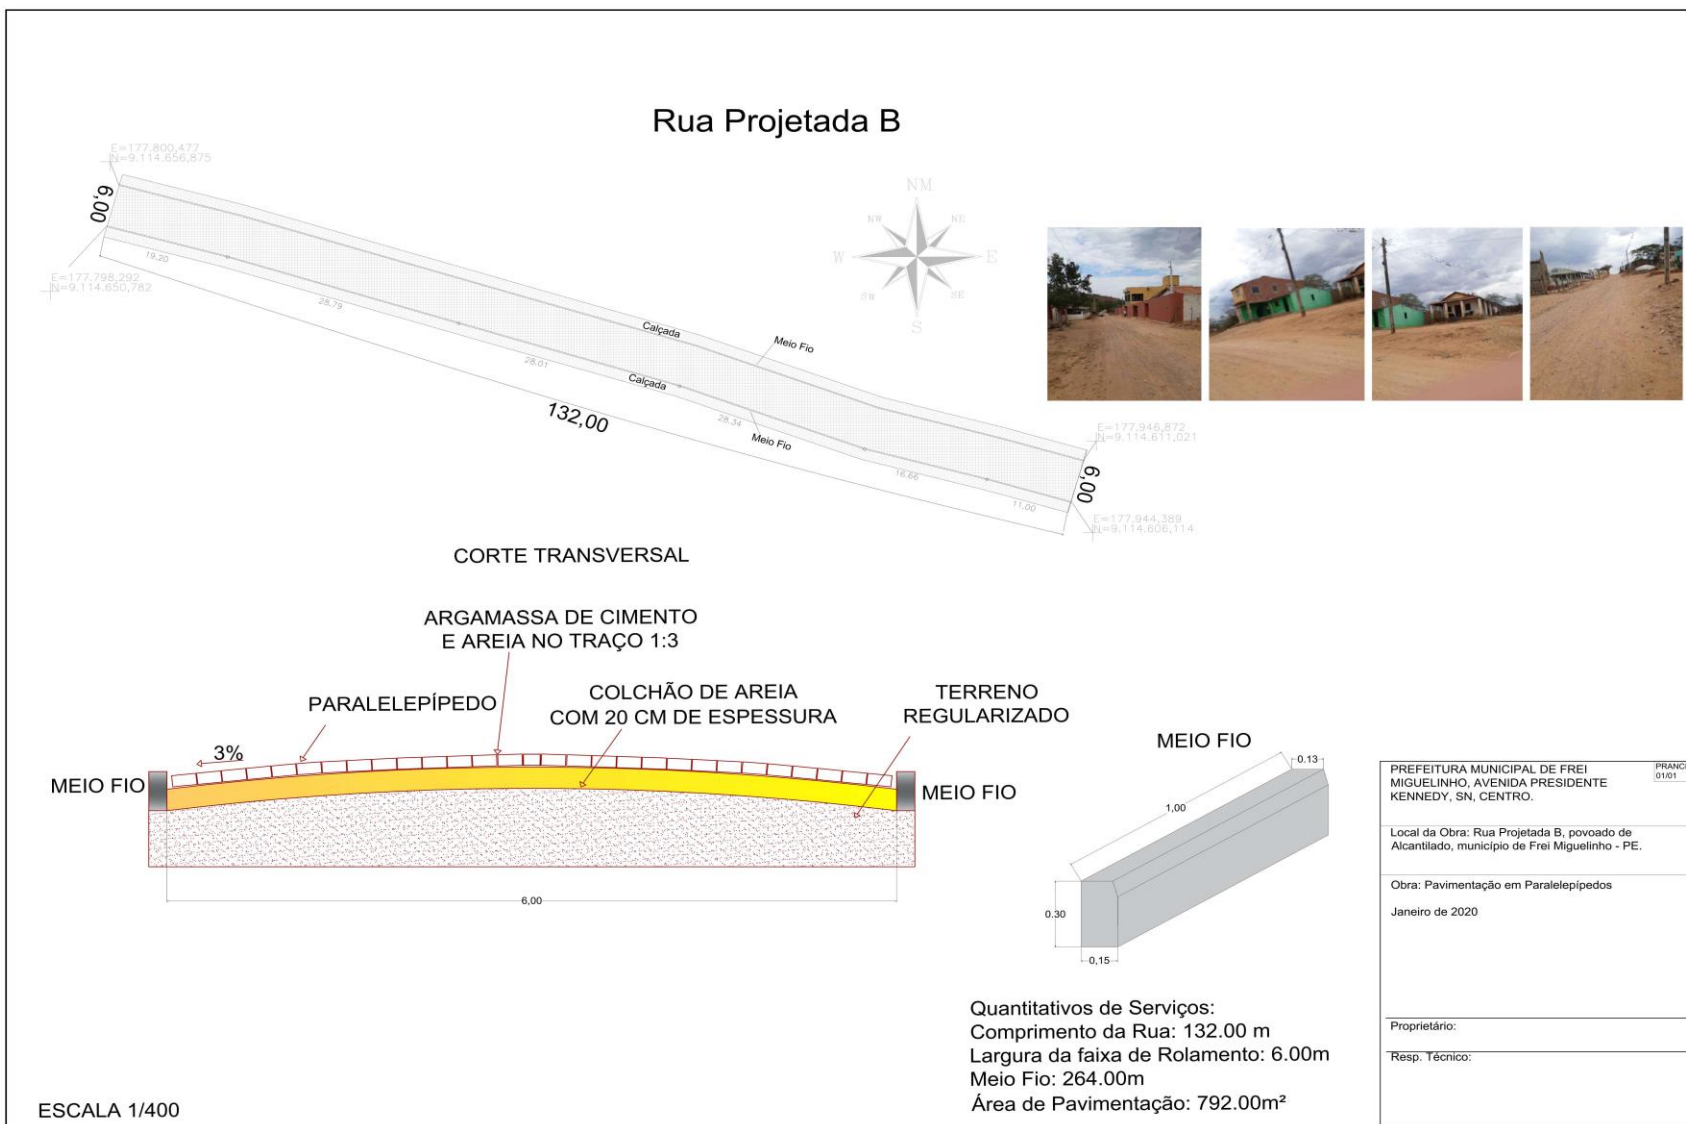 Rua Projetada B
E=177.800,477
N=9.114.656,875
6,00
E=177.798,292
N=9.114.650,782
19.20
28.79
28.01
28.34
16.66
11.00
132,00
Calçada
Meio Fio
Calçada
Meio Fio
NM
NW
NE
W
E
SW
SE
S
E=177.946,872
N=9.114.611,021
6,00
E=177.944,389
N=9.114.606,114
CORTE TRANSVERSAL
ARGAMASSA DE CIMENTO
E AREIA NO TRAÇO 1:3
PARALELEPÍPEDO
COLCHÃO DE AREIA
COM 20 CM DE ESPESSURA
TERRENO
REGULARIZADO
3%
MEIO FIO
MEIO FIO
6,00
MEIO FIO
0.13
1,00
0.30
0,15
Quantitativos de Serviços:
Comprimento da Rua: 132.00 m
Largura da faixa de Rolamento: 6.00m
Meio Fio: 264.00m
Área de Pavimentação: 792.00m²
PREFEITURA MUNICIPAL DE FREI
MIGUELINHO, AVENIDA PRESIDENTE
KENNEDY, SN, CENTRO.
PRANC
01/01
Local da Obra: Rua Projetada B, povoado de
Alcantilado, município de Frei Miguelinho - PE.
Obra: Pavimentação em Paralelepípedos
Janeiro de 2020
Proprietário:
Resp. Técnico:
ESCALA 1/400